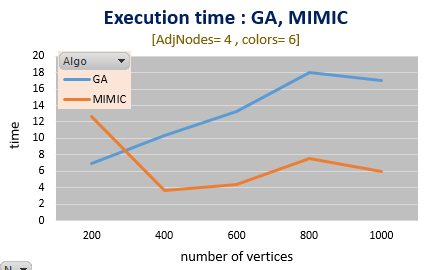 Execution time : GA, MIMIC
[AdjNodes= 4 , colors= 6]
Algo
GA
MIMIC
time
20
18
16
14
12
10
8
6
4
2
0
200 400 600 800 1000
number of vertices